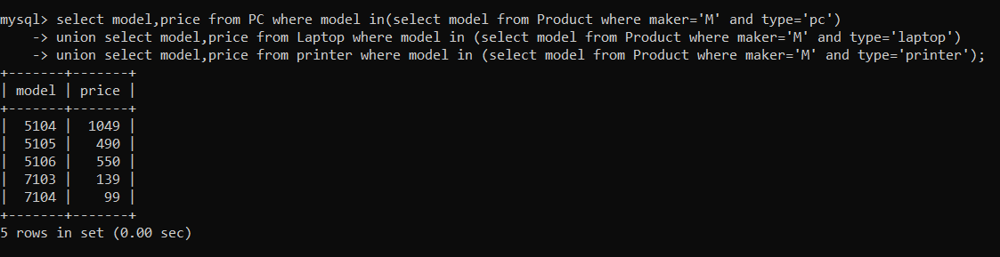 mysql> select model,price from PC where model in(select model from Product where maker='M' and type='pc')
    -> union select model,price from Laptop where model in (select model from Product where maker='M' and type='laptop')
    -> union select model,price from printer where model in (select model from Product where maker='M' and type='printer');
+-------+-------+
| model | price |
+-------+-------+
|  5104 |  1049 |
|  5105 |   490 |
|  5106 |   550 |
|  7103 |   139 |
|  7104 |    99 |
+-------+-------+
5 rows in set (0.00 sec)